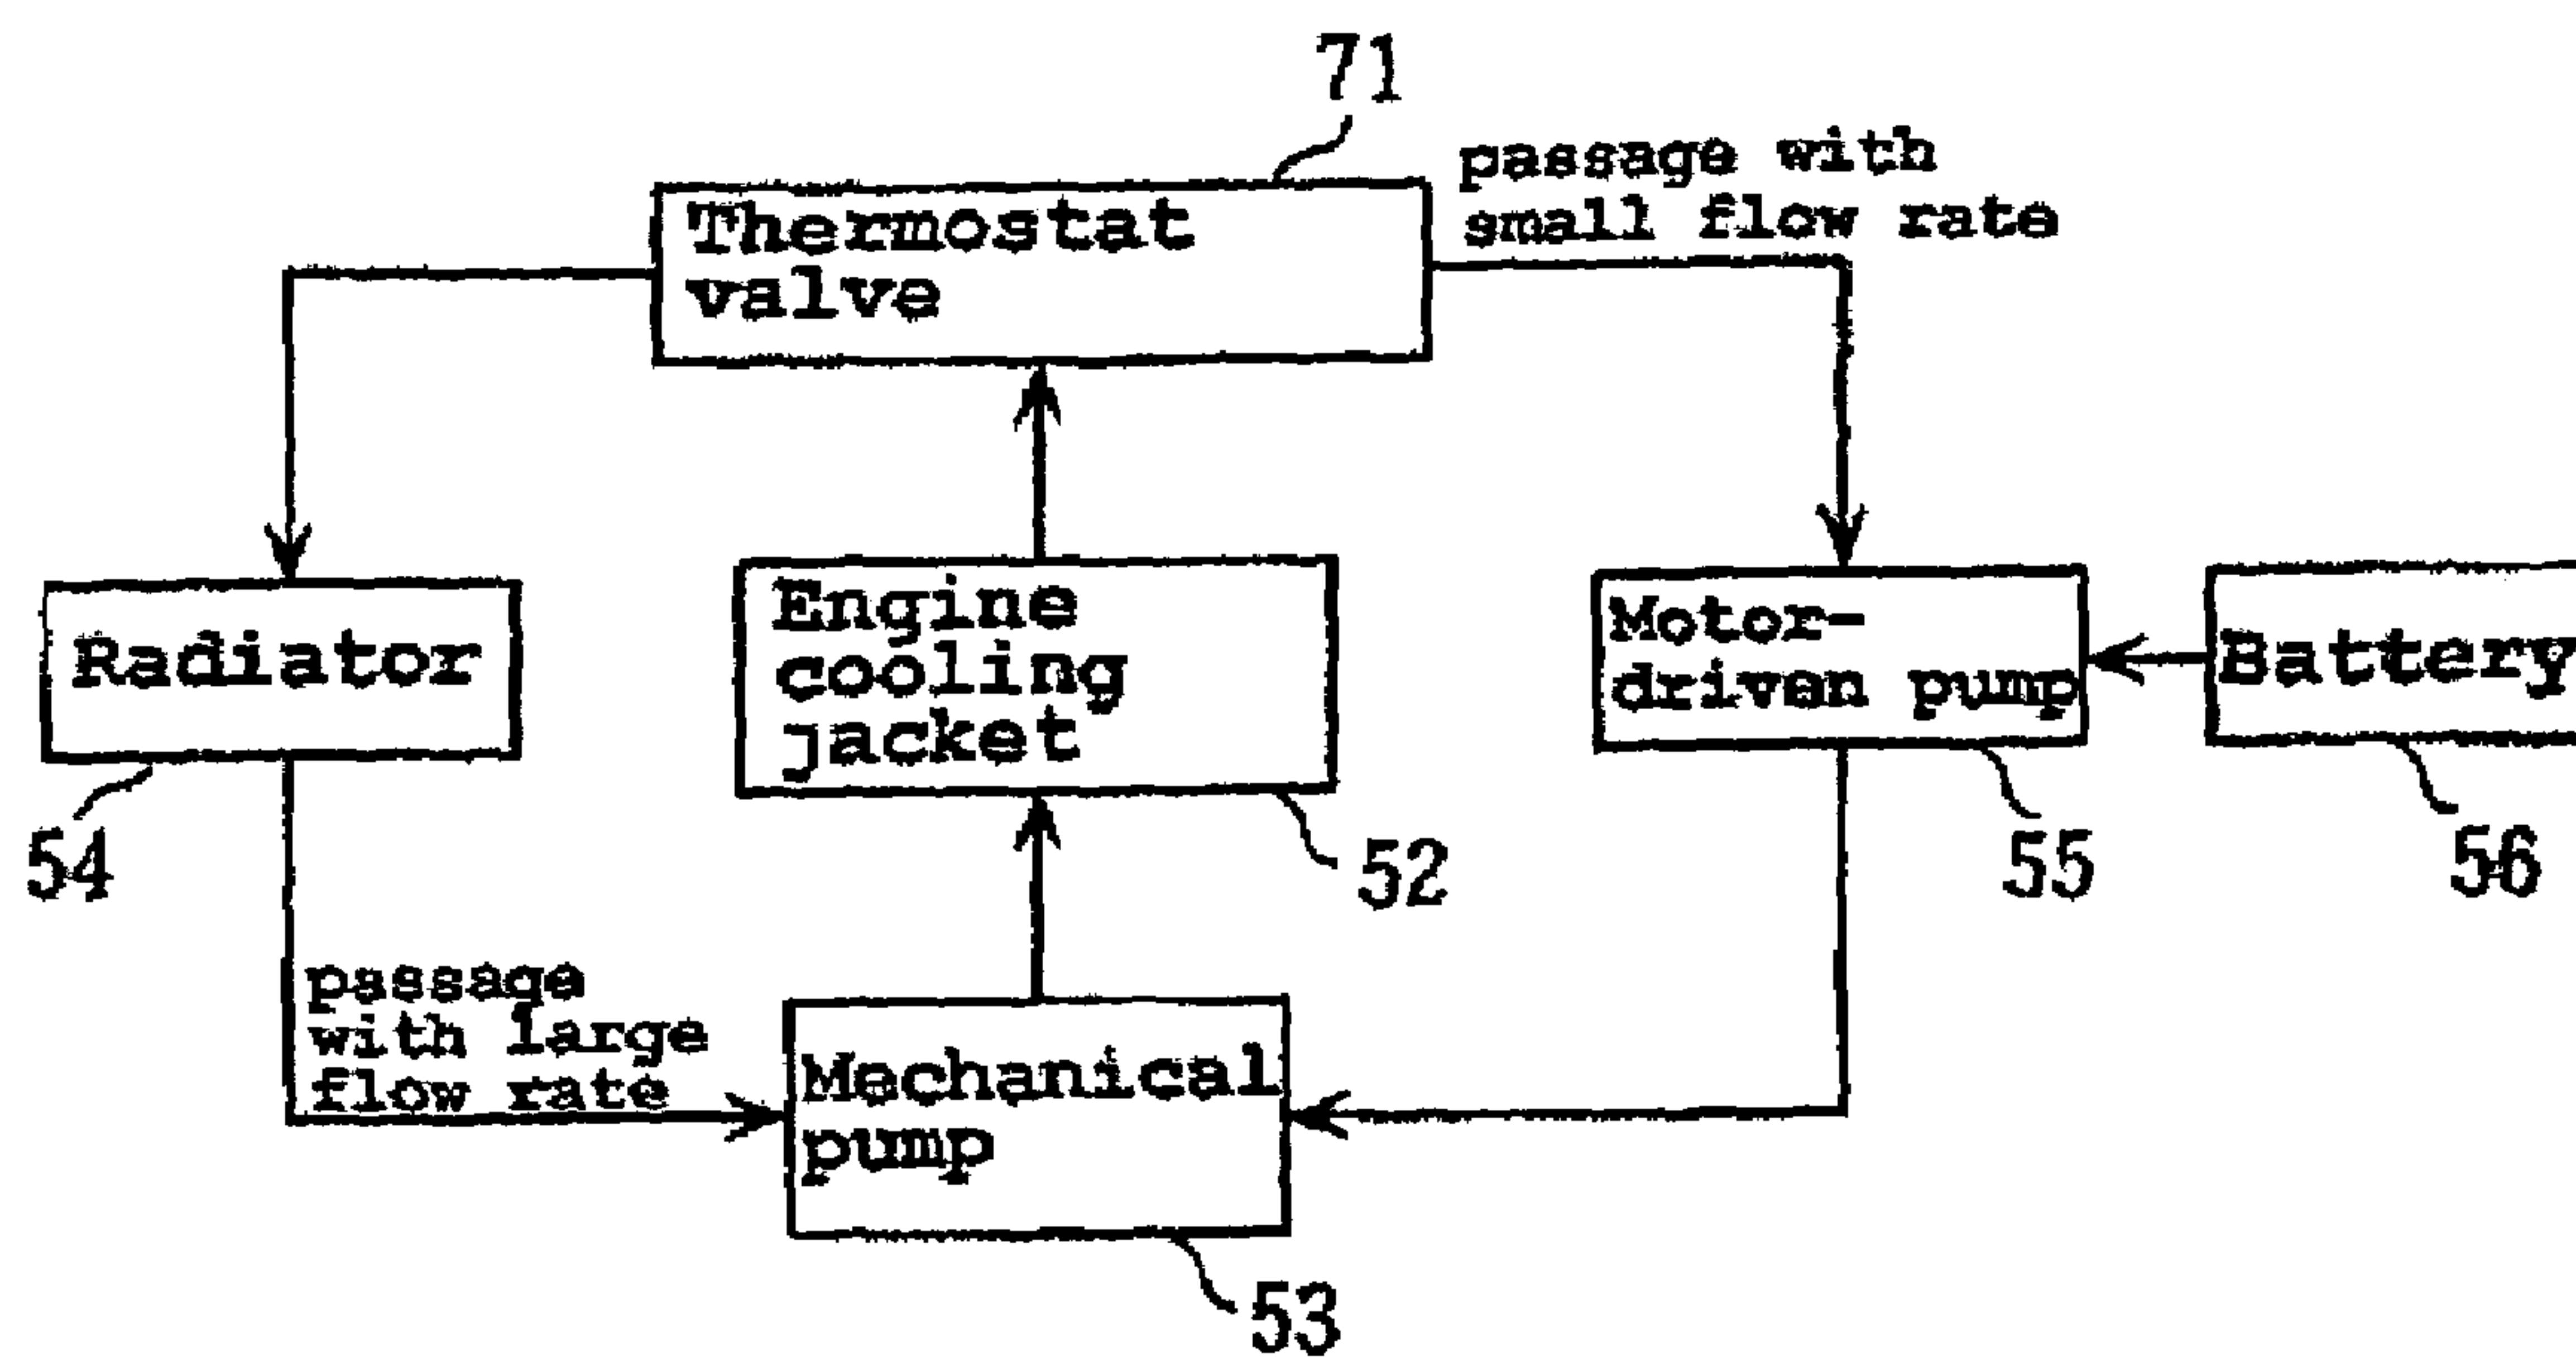 71
passage with
small flow rate
Thermostat
valve
Radiator
Engine
cooling
jacket
Motor-
driven pump
Battery
54
52
55
56
passage
with large
flow rate
Mechanical
pump
53